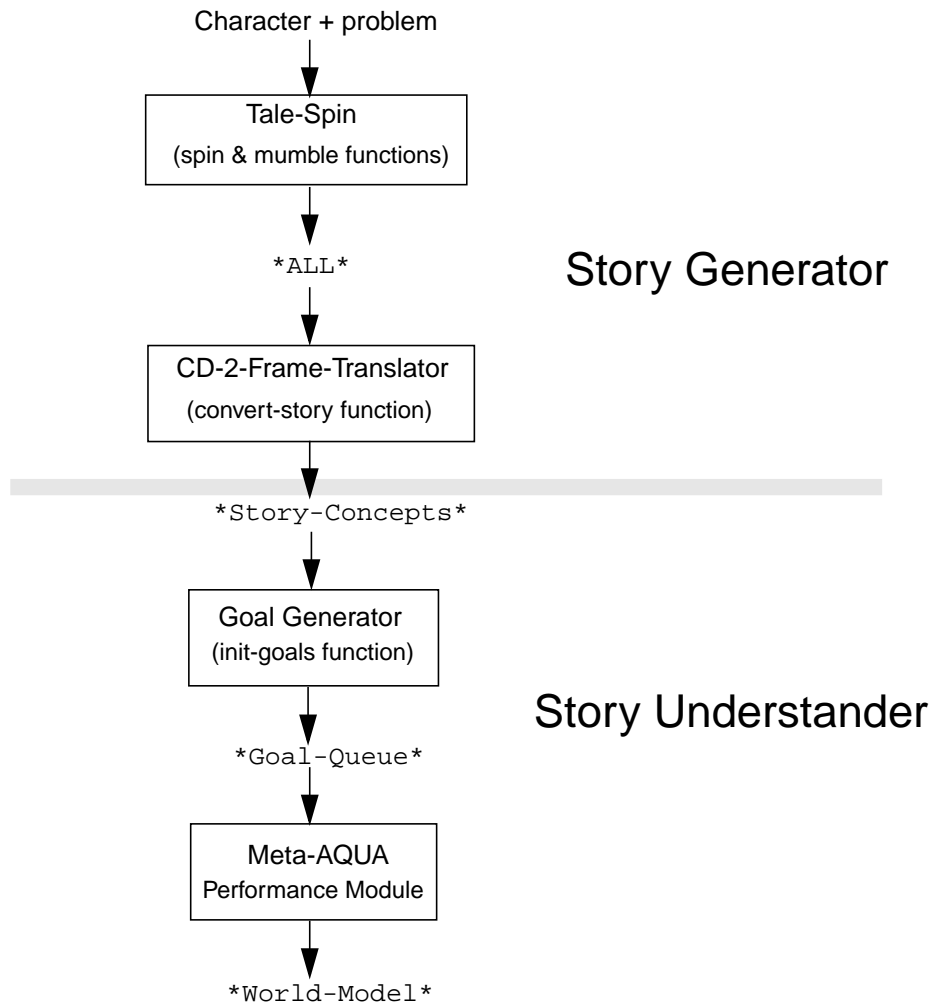 Character + problem
Tale-Spin
(spin & mumble functions)
*ALL*
Story Generator
CD-2-Frame-Translator
(convert-story function)
*Story-Concepts*
Goal Generator
(init-goals function)
Story Understander
*Goal-Queue*
Meta-AQUA
Performance Module
*World-Model*